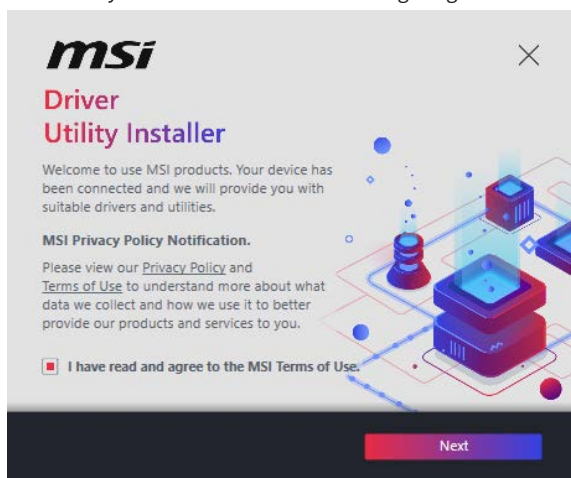 msi
Driver
Utility Installer
Welcome to use MSI products. Your device has
been connected and we will provide you with
suitable drivers and utilities.
MSI Privacy Policy Notification.
Please view our Privacy Policy and
Terms of Use to understand more about what
data we collect and how we use it to better
provide our products and services to you.
I have read and agree to the MSI Terms of Use.
Next